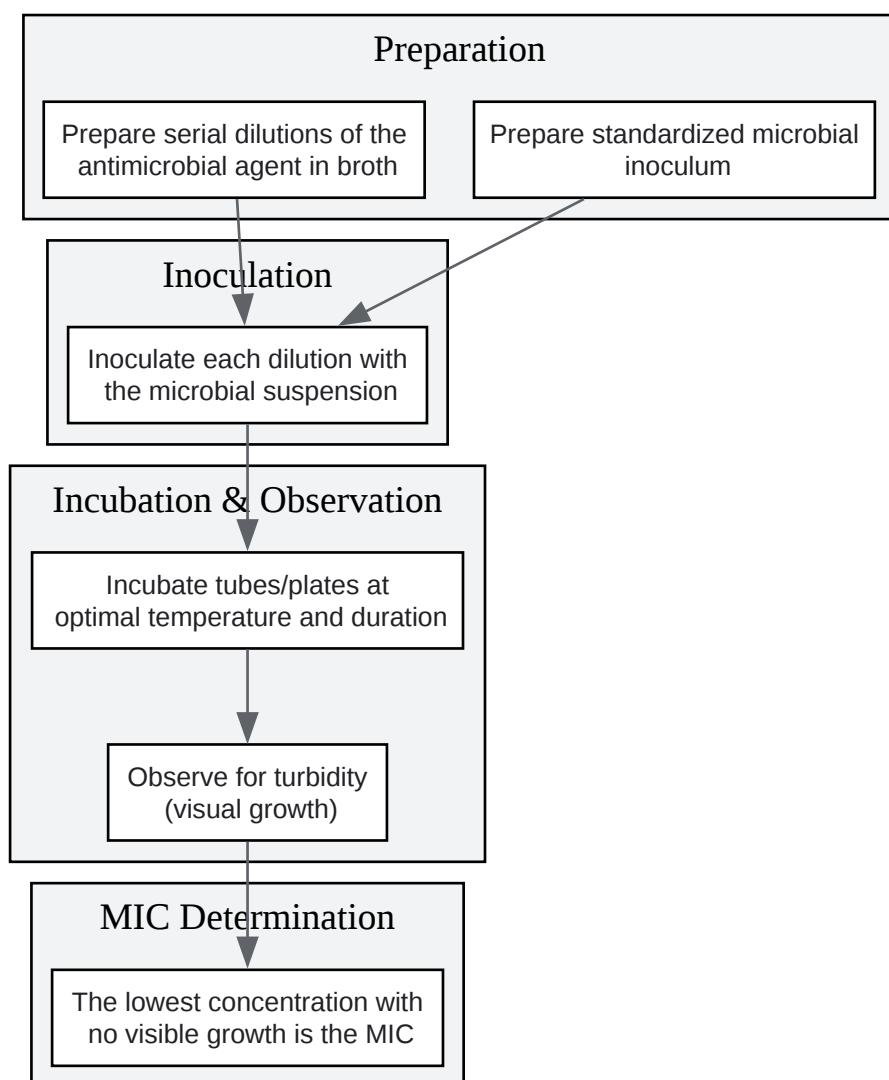 Preparation
Prepare serial dilutions of the
antimicrobial agent in broth
Prepare standardized microbial
inoculum
Inoculation
Inoculate each dilution with
the microbial suspension
Incubation & Observation
Incubate tubes/plates at
optimal temperature and duration
Observe for turbidity
(visual growth)
MIC Determination
The lowest concentration with
no visible growth is the MIC